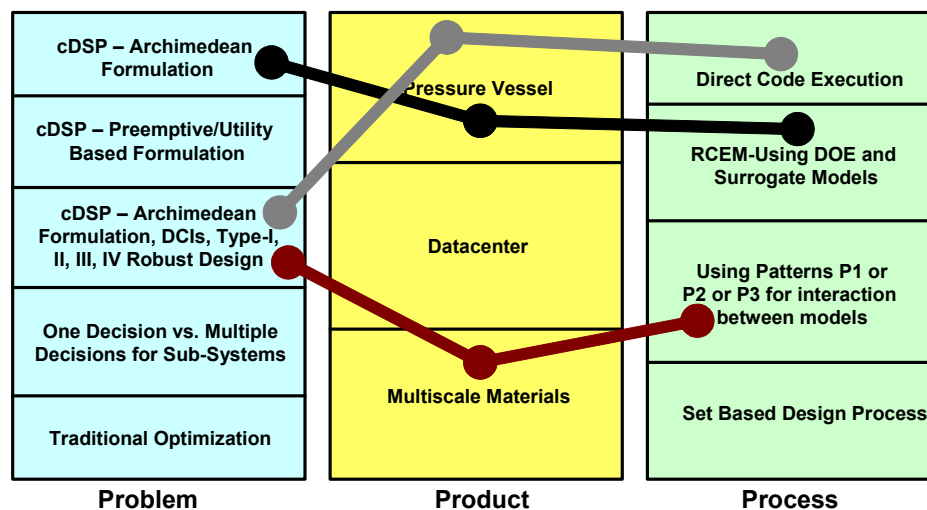 cDSP – Archimedean
Formulation
cDSP – Preemptive/Utility
Based Formulation
cDSP – Archimedean
Formulation, DCIs, Type-I,
II, III, IV Robust Design
One Decision vs. Multiple
Decisions for Sub-Systems
Traditional Optimization
Problem
Pressure Vessel
Datacenter
Multiscale Materials
Product
Direct Code Execution
RCEM-Using DOE and
Surrogate Models
Using Patterns P1 or
P2 or P3 for interaction
between models
Set Based Design Process
Process